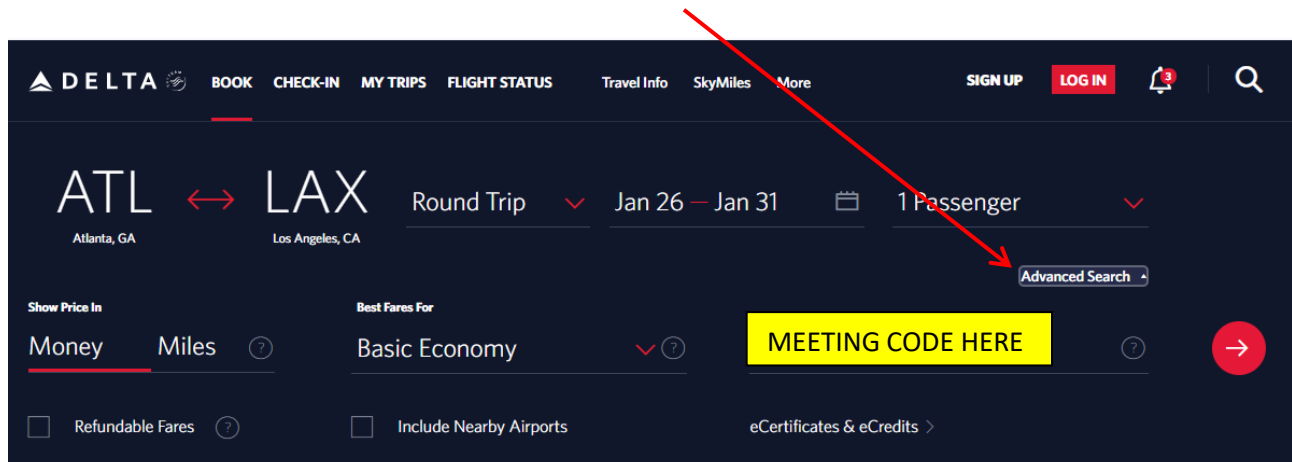 DELTA BOOK CHECK-IN MY TRIPS FLIGHT STATUS Travel Info SkyMiles More SIGN UP LOG IN 3
ATL LAX Round Trip Jan 26 — Jan 31 1 Passenger
Atlanta, GA Los Angeles, CA
Advanced Search
Show Price In Best Fares For
Money Miles ? Basic Economy ? MEETING CODE HERE ?
Refundable Fares ? Include Nearby Airports eCertificates & eCredits